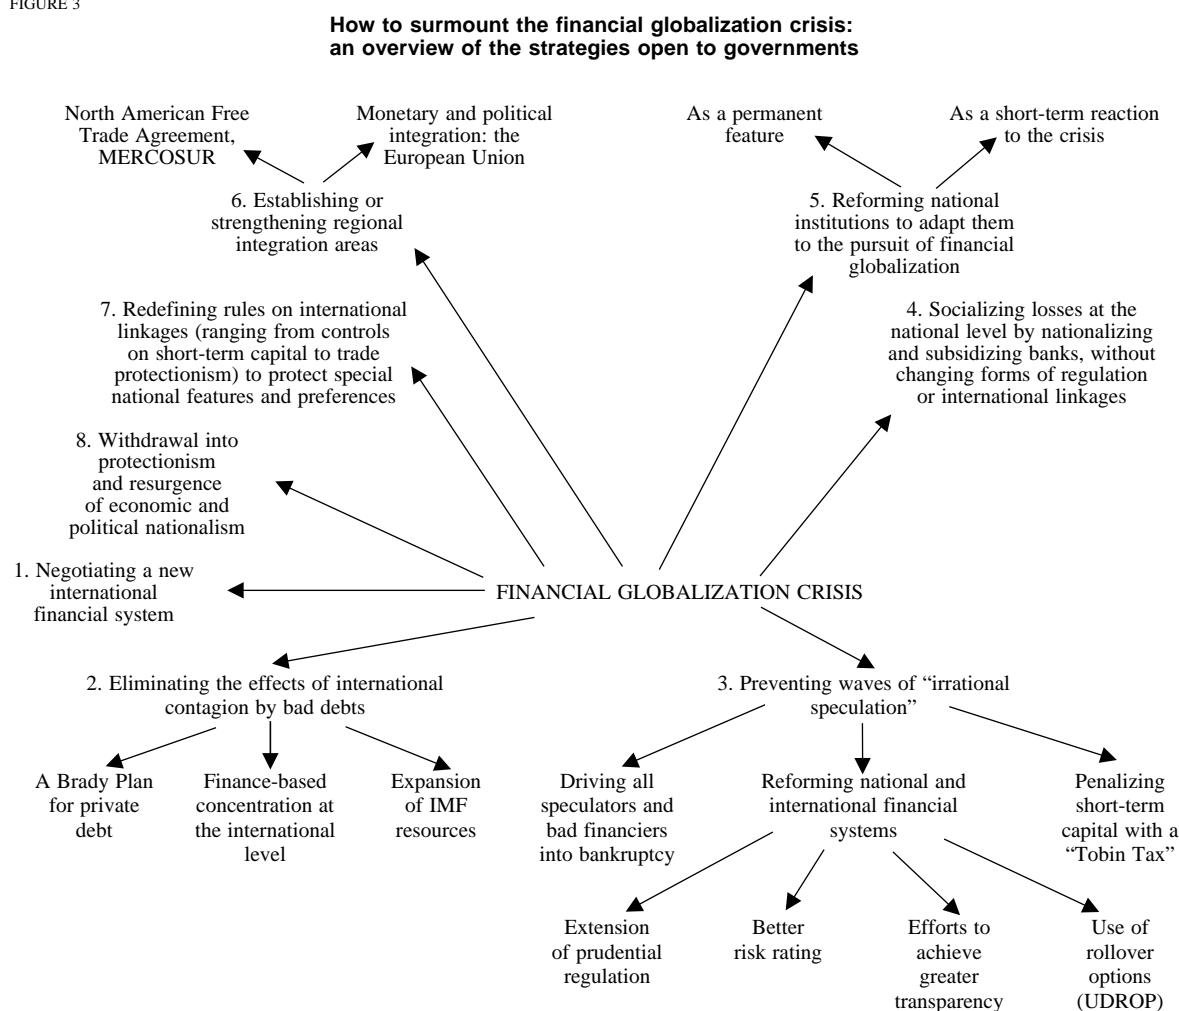 FIGURE 3
How to surmount the financial globalization crisis:
an overview of the strategies open to governments
North American Free
Trade Agreement,
MERCOSUR
Monetary and political
integration: the
European Union
As a permanent
feature
As a short-term reaction
to the crisis
6. Establishing or
strengthening regional
integration areas
5. Reforming national
institutions to adapt them
to the pursuit of financial
globalization
7. Redefining rules on international
linkages (ranging from controls
on short-term capital to trade
protectionism) to protect special
national features and preferences
4. Socializing losses at the
national level by nationalizing
and subsidizing banks, without
changing forms of regulation
or international linkages
8. Withdrawal into
protectionism
and resurgence
of economic and
political nationalism
1. Negotiating a new
international
financial system
FINANCIAL GLOBALIZATION CRISIS
2. Eliminating the effects of international
contagion by bad debts
3. Preventing waves of “irrational
speculation”
A Brady Plan
for private
debt
Finance-based
concentration at
the international
level
Expansion
of IMF
resources
Driving all
speculators and
bad financiers
into bankruptcy
Reforming national and
international financial
systems
Penalizing
short-term
capital with a
“Tobin Tax”
Extension
of prudential
regulation
Better
risk rating
Efforts to
achieve
greater
transparency
Use of
rollover
options
(UDROP)